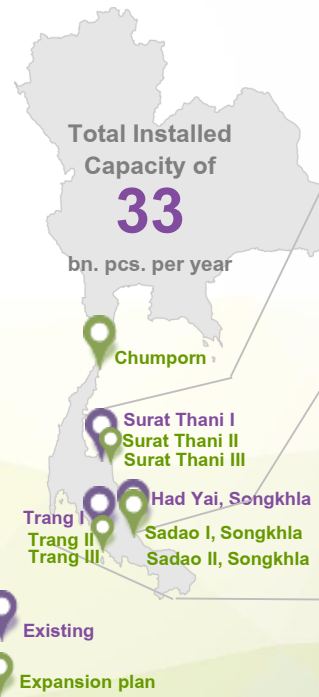 Total Installed
Capacity of
33
bn. pcs. per year
Chumporn
Surat Thani I
Surat Thani II
Surat Thani III
Had Yai, Songkhla
Trang I
Sadao I, Songkhla
Trang II
Trang III
Sadao II, Songkhla
Existing
Expansion plan